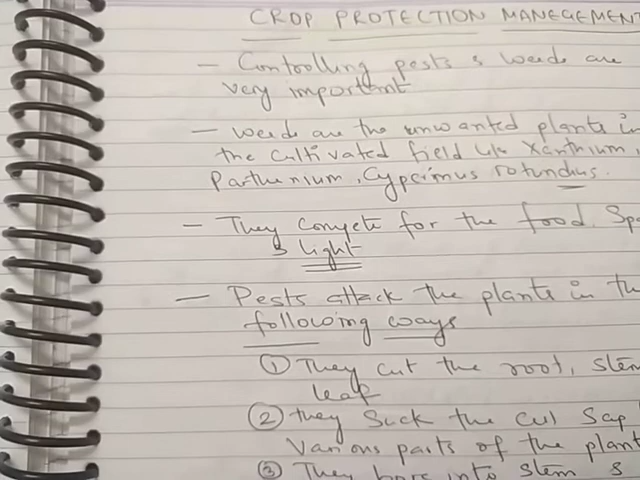 CROP PROTECTION MANEGEMENT
- Controlling pests & weeds are
very important
- Weeds are the unwanted plants in
the cultivated field like Xanthium,
Parthenium, Cyperinus rotundus.
- They compete for the food. Spa
& light
- Pests attack the plants in th
following ways
① They cut the root, stem
leaf
② they suck the cell sap
Various parts of the plant
③ They bore into stem &